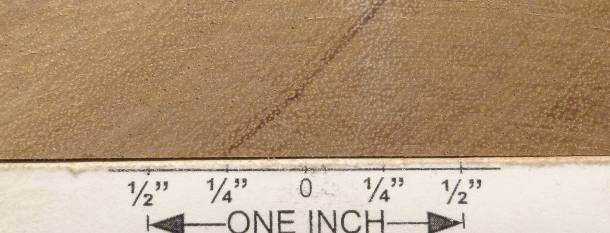 ½” ¼” 0 ¼” ½”
ONE INCH